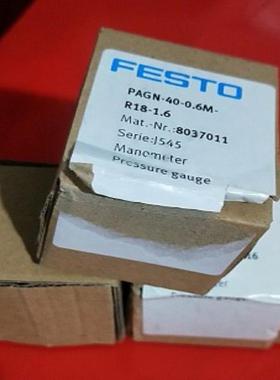 FESTO
PAGN-40-0.6M-
R18-1.6
Mat.-Nr.:8037011
Serie:J545
Manometer
Pressure gauge